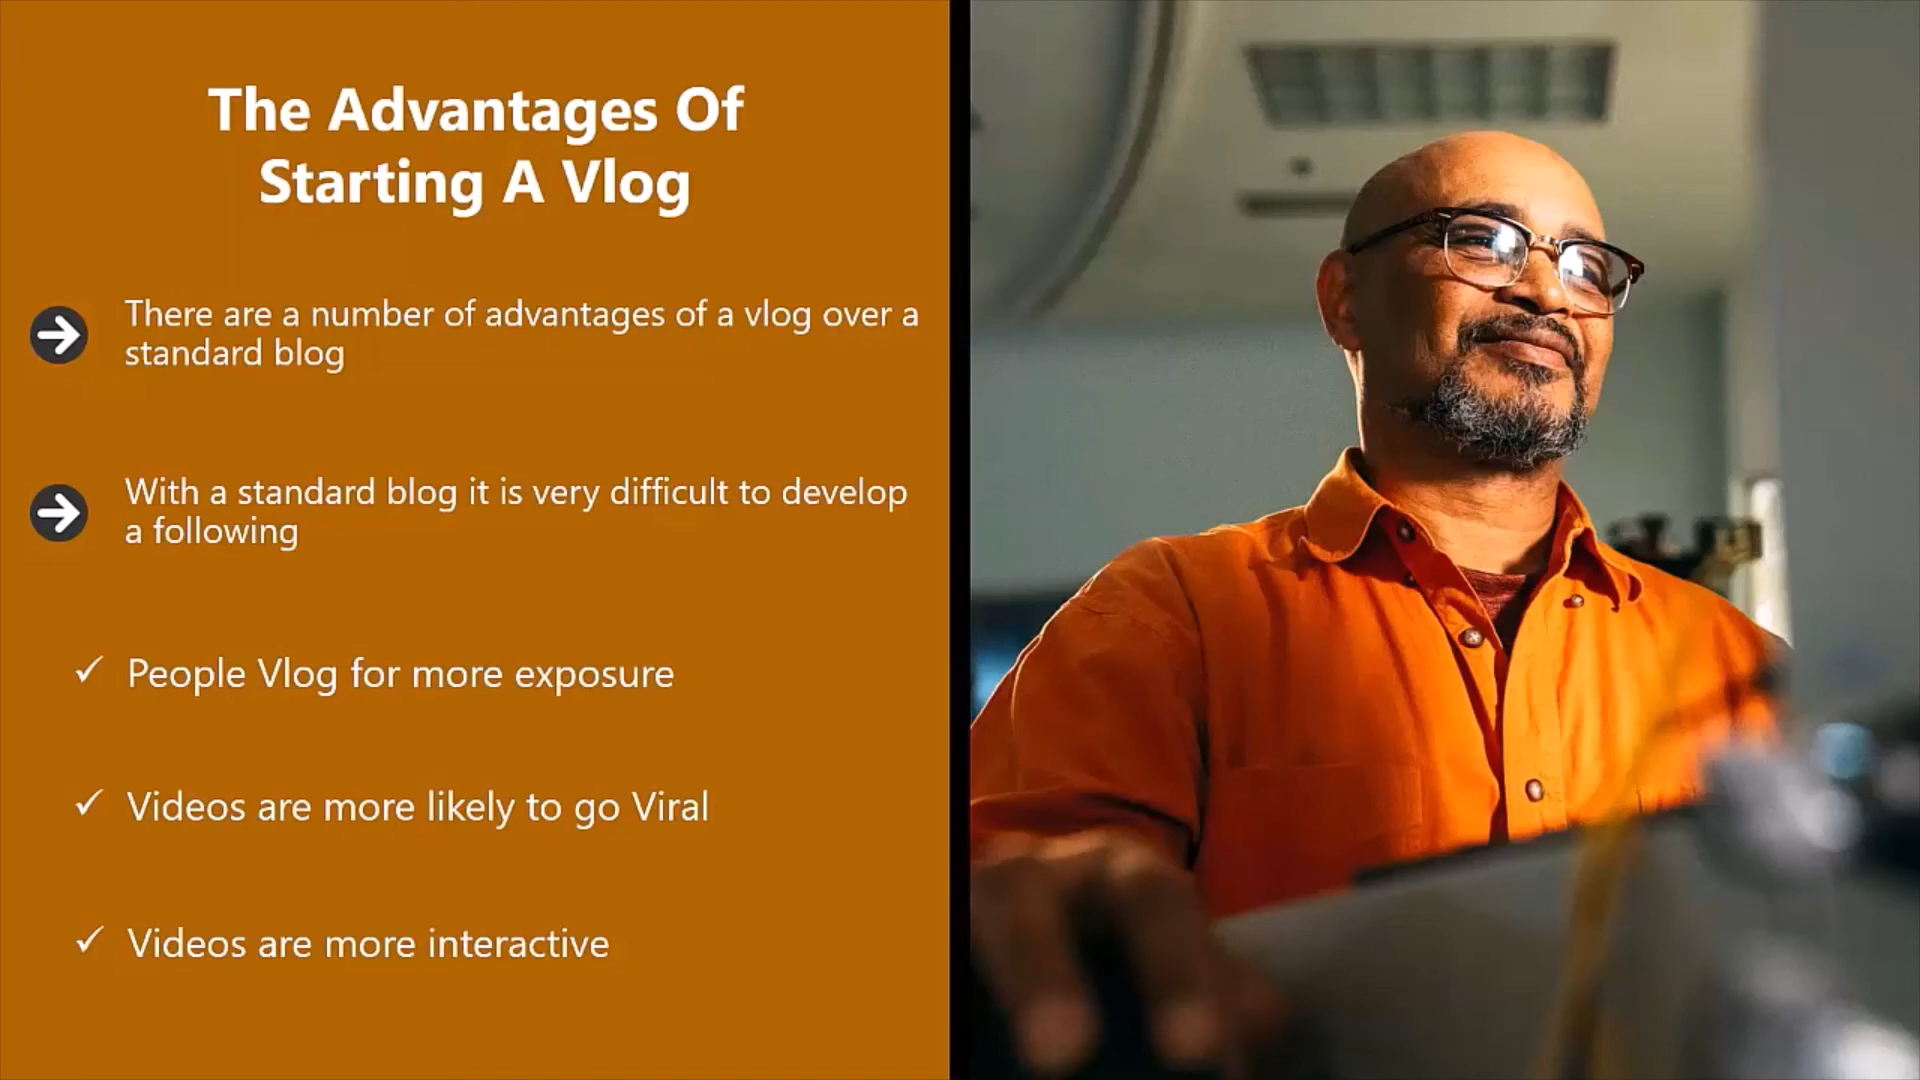 The Advantages Of
Starting A Vlog
There are a number of advantages of a vlog over a
standard blog
With a standard blog it is very difficult to develop
a following
People Vlog for more exposure
Videos are more likely to go Viral
Videos are more interactive